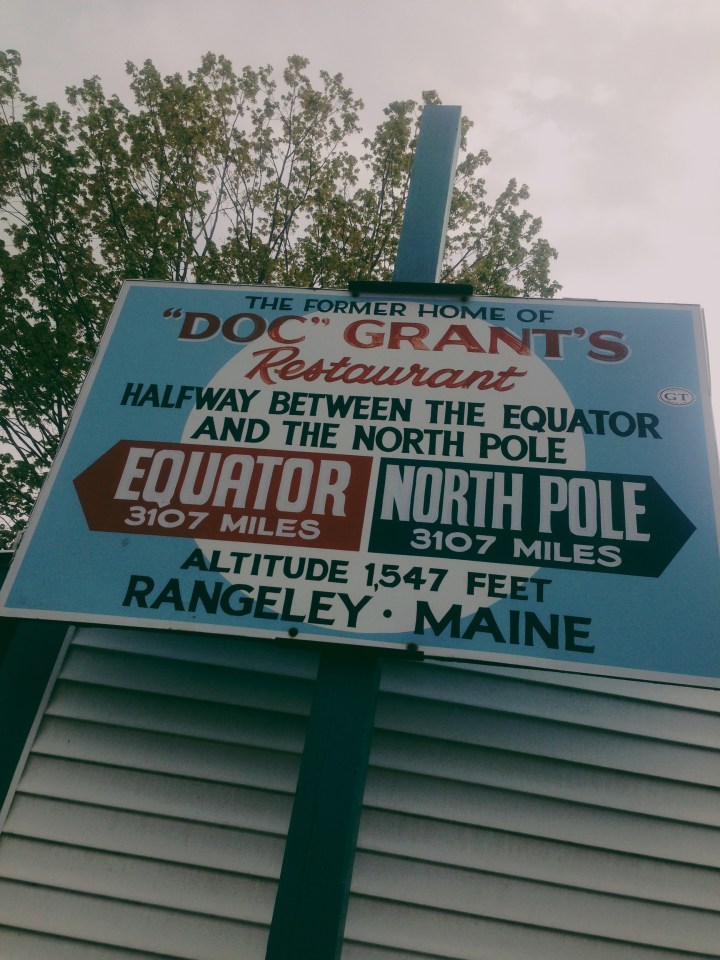 THE FORMER HOME OF
"DOC" GRANT'S
Restaurant
GT
HALFWAY BETWEEN THE EQUATOR
AND THE NORTH POLE
EQUATOR
3107 MILES
NORTH POLE
3107 MILES
ALTITUDE 1,547 FEET
RANGELEY · MAINE